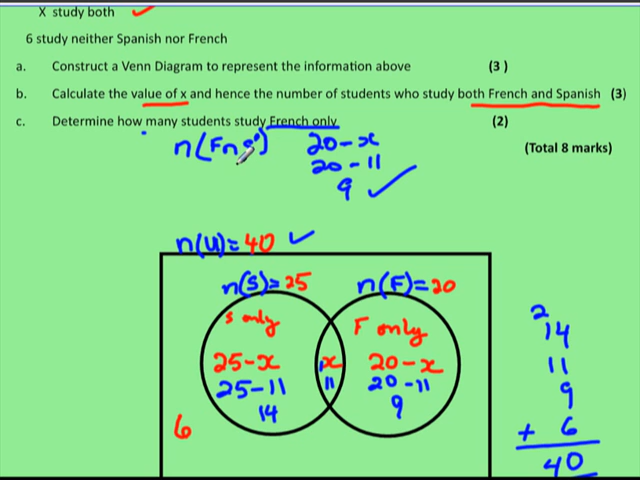 X study both
6 study neither Spanish nor French
a. Construct a Venn Diagram to represent the information above (3 )
b. Calculate the value of x and hence the number of students who study both French and Spanish (3)
c. Determine how many students study French only (2)
n(F∩S') 20-x
(Total 8 marks)
20-11
9
n(U)=40
n(S)=25 n(F)=20
S only F only
25-x x 20-x
25-11 11 20-11
14 9
6
2
14
11
9
+ 6
40